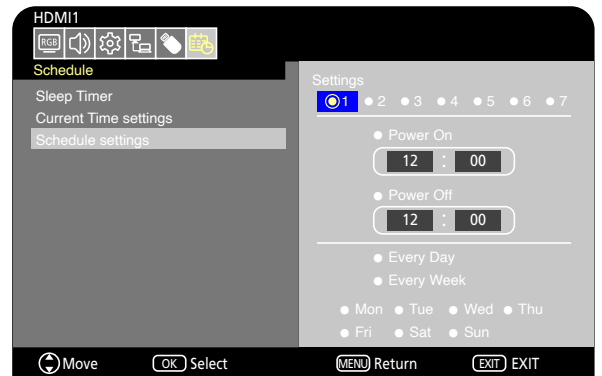 HDMI1
RGB
Schedule
Sleep Timer
Current Time settings
Schedule settings
Settings
1 2 3 4 5 6 7
Power On
12 : 00
Power Off
12 : 00
Every Day
Every Week
Mon Tue Wed Thu
Fri Sat Sun
Move OK Select MENU Return EXIT EXIT